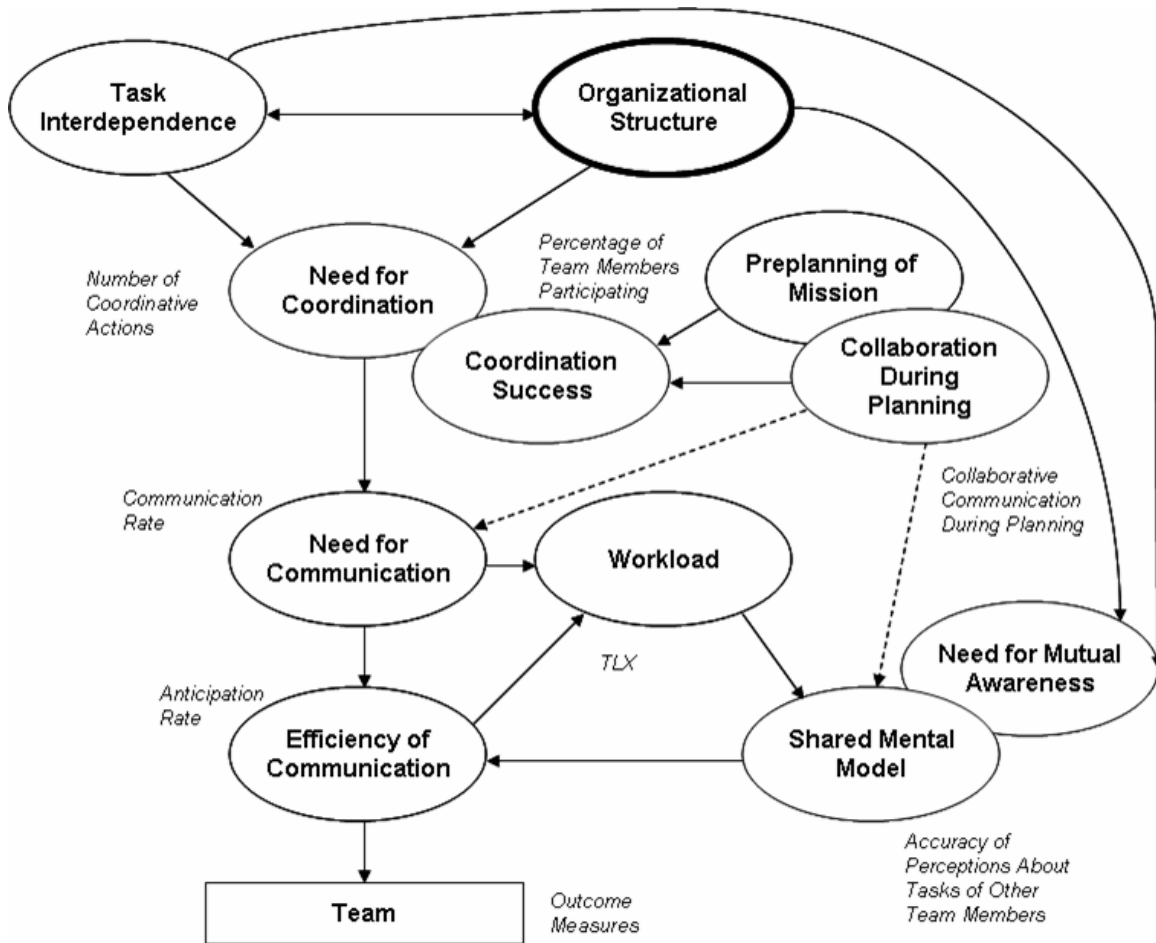 Task
Interdependence
Organizational
Structure
Number of
Coordinative
Actions
Need for
Coordination
Percentage of
Team Members
Participating
Preplanning of
Mission
Coordination
Success
Collaboration
During
Planning
Communication
Rate
Need for
Communication
Workload
Collaborative
Communication
During Planning
TLX
Need for Mutual
Awareness
Anticipation
Rate
Efficiency of
Communication
Shared Mental
Model
Accuracy of
Perceptions About
Tasks of Other
Team Members
Team
Outcome
Measures